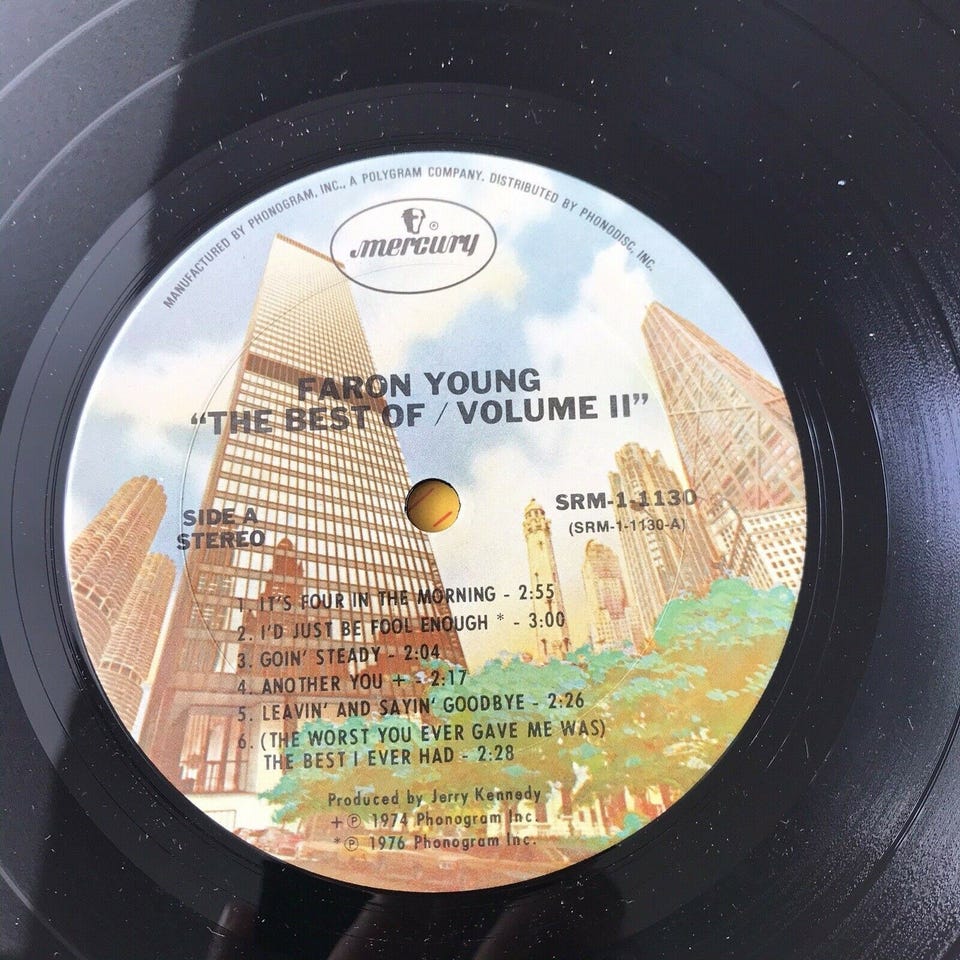 MANUFACTURED BY PHONOGRAM, INC., A POLYGRAM COMPANY. DISTRIBUTED BY PHONODISC, INC.
mercury ®
FARON YOUNG
“THE BEST OF / VOLUME II”
SIDE A
STEREO
SRM-1-1130
(SRM-1-1130-A)
1. IT'S FOUR IN THE MORNING - 2:55
2. I'D JUST BE FOOL ENOUGH * - 3:00
3. GOIN' STEADY - 2:04
4. ANOTHER YOU + - 2:17
5. LEAVIN' AND SAYIN' GOODBYE - 2:26
6. (THE WORST YOU EVER GAVE ME WAS)
THE BEST I EVER HAD - 2:28
Produced by Jerry Kennedy
+ ℗ 1974 Phonogram Inc.
* ℗ 1976 Phonogram Inc.